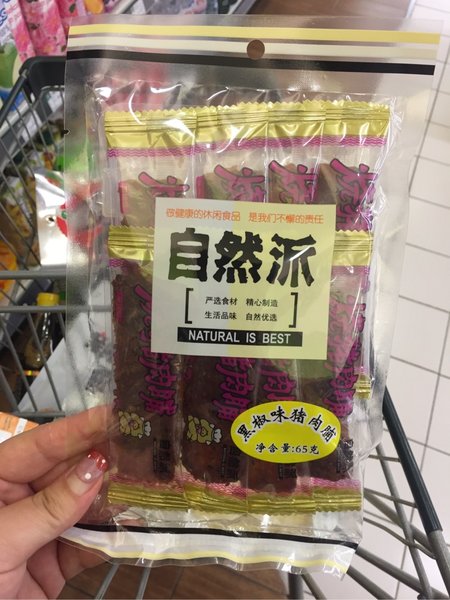 做健康的休闲食品 是我们不懈的责任
自然派
严选食材 精心制造
生活品味 自然优选
NATURAL IS BEST
黑椒味猪肉脯
净含量:65克